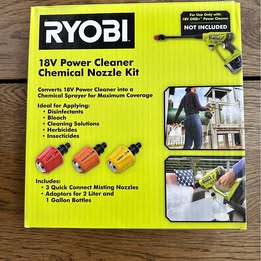 RYOBI
For Use Only with
18V ONE+™ Power Cleaner
NOT INCLUDED
18V Power Cleaner
Chemical Nozzle Kit
Converts 18V Power Cleaner into a
Chemical Sprayer for Maximum Coverage
Ideal for Applying:
• Disinfectants
• Bleach
• Cleaning Solutions
• Herbicides
• Insecticides
Includes:
• 3 Quick Connect Misting Nozzles
• Adaptors for 2 Liter and
1 Gallon Bottles